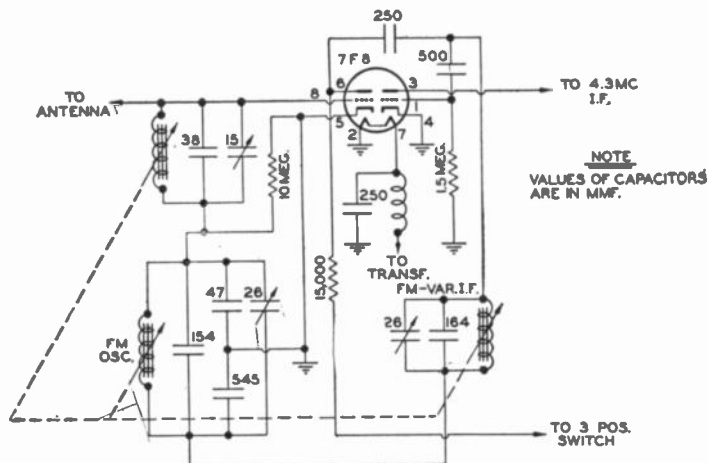 250
7F8
500
TO
ANTENNA
8
6
3
1
5
2
7
4
TO 4.3MC
I.F.
38
15
10 MEG.
1.5 MEG.
NOTE
VALUES OF CAPACITORS
ARE IN MMF.
250
15,000
TO
TRANSF.
FM-VAR.I.F.
47
26
FM
OSC.
154
545
26
164
TO 3 POS.
SWITCH